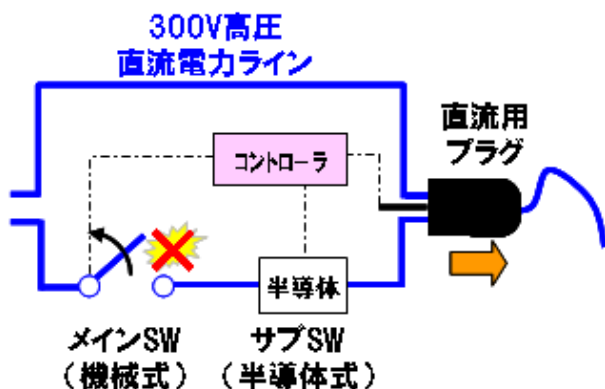 300V高圧
直流電力ライン
直流用
プラグ
コントローラ
半導体
メインSW
（機械式）
サブSW
（半導体式）